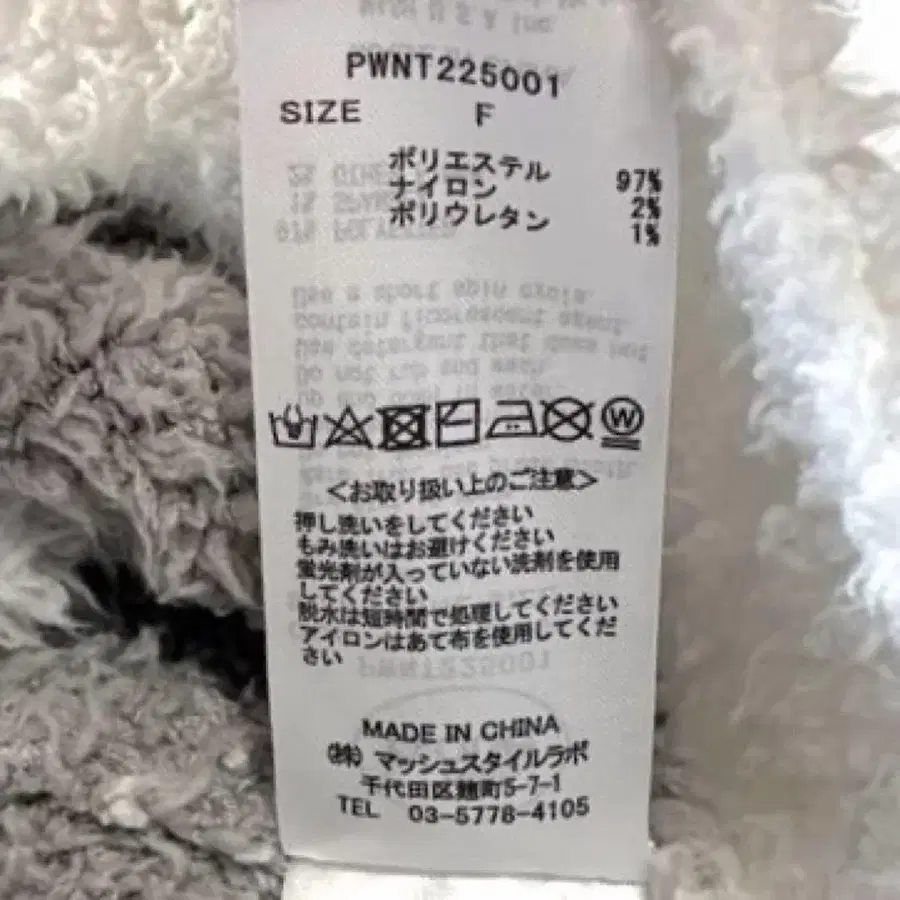 PWNT225001
SIZE F
ポリエステル 97%
ナイロン 2%
ポリウレタン 1%
W
<お取り扱い上のご注意>
押し洗いをしてください
もみ洗いはお避けください
蛍光剤が入っていない洗剤を使用
してください
脱水は短時間で処理してください
アイロンはあて布を使用してくだ
さい
MADE IN CHINA
(株) マッシュスタイルラボ
千代田区麹町5-7-1
TEL 03-5778-4105